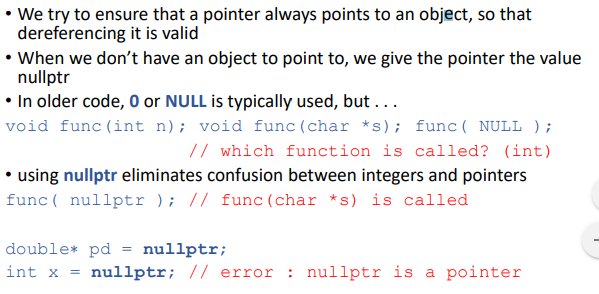 • We try to ensure that a pointer always points to an object, so that
dereferencing it is valid
• When we don't have an object to point to, we give the pointer the value
nullptr
• In older code, 0 or NULL is typically used, but . . .
void func(int n); void func(char *s); func( NULL );
// which function is called? (int)
• using nullptr eliminates confusion between integers and pointers
func( nullptr ); // func(char *s) is called
double* pd = nullptr;
int x = nullptr; // error : nullptr is a pointer